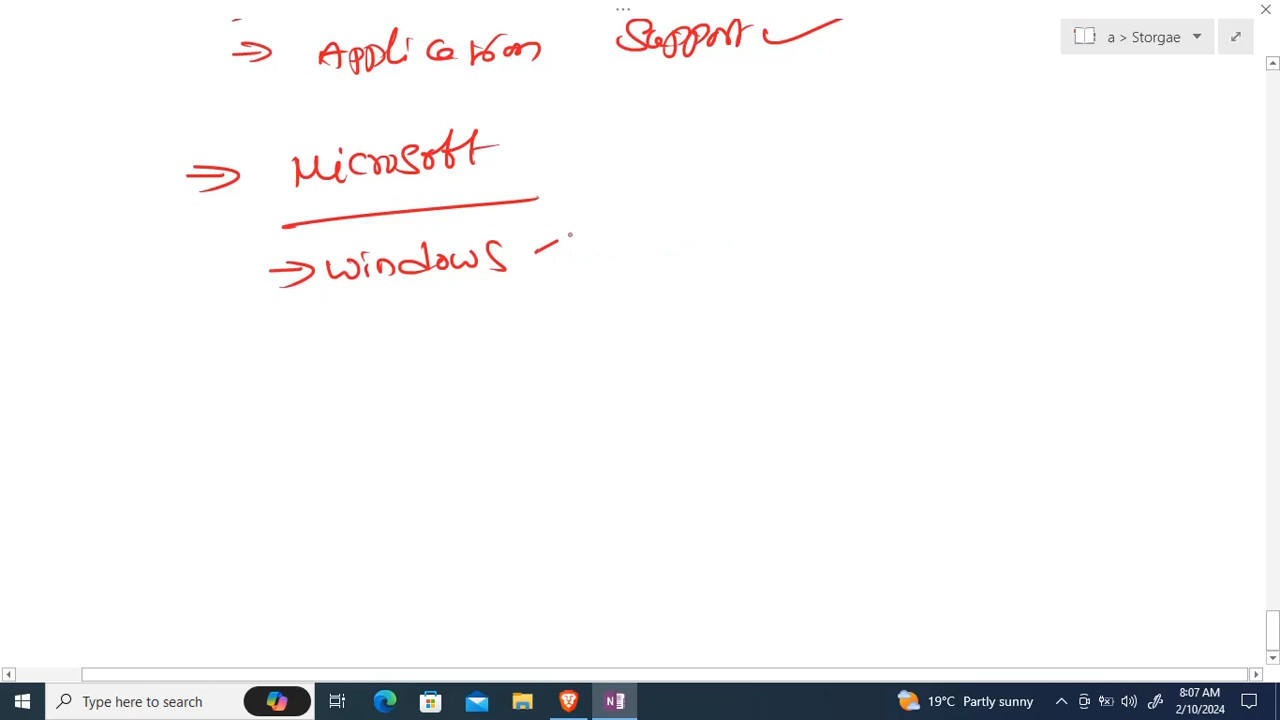 ...
a > Storgae
⇒ Application Support ✓
⇒ Microsoft
→ windows -
Type here to search
19°C Partly sunny
8:07 AM
2/10/2024